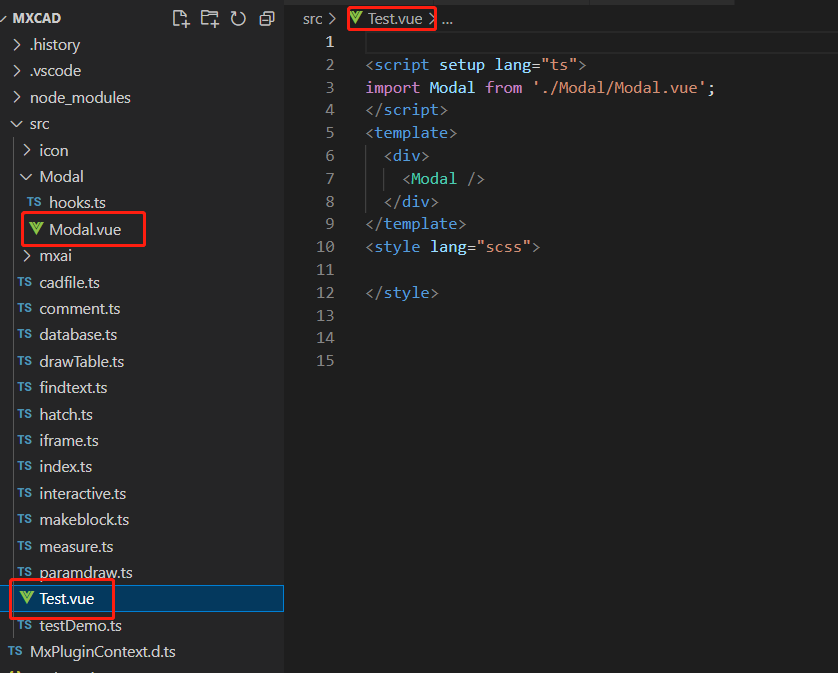 MXCAD
.history
.vscode
node_modules
src
icon
Modal
TS hooks.ts
Modal.vue
mxai
TS cadfile.ts
TS comment.ts
TS database.ts
TS drawTable.ts
TS findtext.ts
TS hatch.ts
TS iframe.ts
TS index.ts
TS interactive.ts
TS makeblock.ts
TS measure.ts
TS paramdraw.ts
Test.vue
TS testDemo.ts
TS MxPluginContext.d.ts
src > Test.vue > ...
1
2 <script setup lang="ts">
3 import Modal from './Modal/Modal.vue';
4 </script>
5 <template>
6 <div>
7 <Modal />
8 </div>
9 </template>
10 <style lang="scss">
11
12 </style>
13
14
15